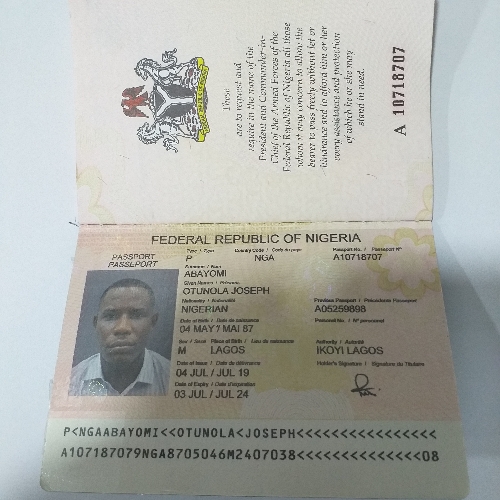 These
are to request and
require in the name of the
President and Commander-in-
Chief of the Armed Forces of the
Federal Republic of Nigeria all those
whom it may concern to allow the
bearer to pass freely without let or
hindrance and to afford him or her
every assistance and protection
of which he or she may
stand in need.
A 10718707
FEDERAL REPUBLIC OF NIGERIA
PASSPORT
PASSEPORT
Type / Type Country Code / Code du pays Passport No. / Passeport N°
P NGA A10718707
Surname / Nom
ABAYOMI
Given Names / Prénoms
OTUNOLA JOSEPH
Nationality / Nationalité Previous Passport / Précédente Passeport
NIGERIAN A05259898
Date of Birth / Date de naissance Personal No. / N° personnel
04 MAY / MAI 87
Sex / Sexe Place of Birth / Lieu de naissance Authority / Autorité
M LAGOS IKOYI LAGOS
Date of Issue / Date de délivrance Holder's Signature / Signature du Titulaire
04 JUL / JUL 19
Date of Expiry / Date d'expiration
03 JUL / JUL 24
P<NGAABAYOMI<<OTUNOLA<JOSEPH<<<<<<<<<<<<<<<<
A107187079NGA8705046M2407038<<<<<<<<<<<<<<08